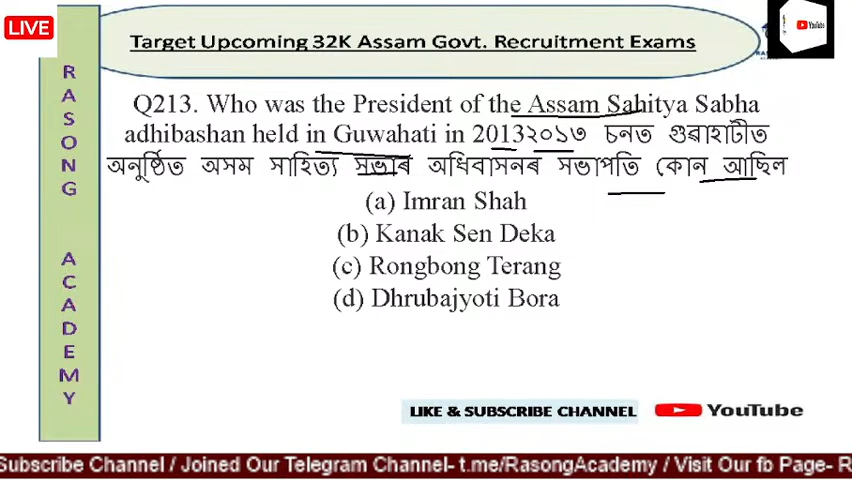 LIVE
YouTube
Target Upcoming 32K Assam Govt. Recruitment Exams
RASONG
ACADEMY
Q213. Who was the President of the Assam Sahitya Sabha
adhibashan held in Guwahati in 2013২০১৩ চনত গুৱাহাটীত
অনুষ্ঠিত অসম সাহিত্য সভাৰ অধিবাসনৰ সভাপতি কোন আছিল
(a) Imran Shah
(b) Kanak Sen Deka
(c) Rongbong Terang
(d) Dhrubajyoti Bora
LIKE & SUBSCRIBE CHANNEL YouTube
Subscribe Channel / Joined Our Telegram Channel- t.me/RasongAcademy / Visit Our fb Page- R